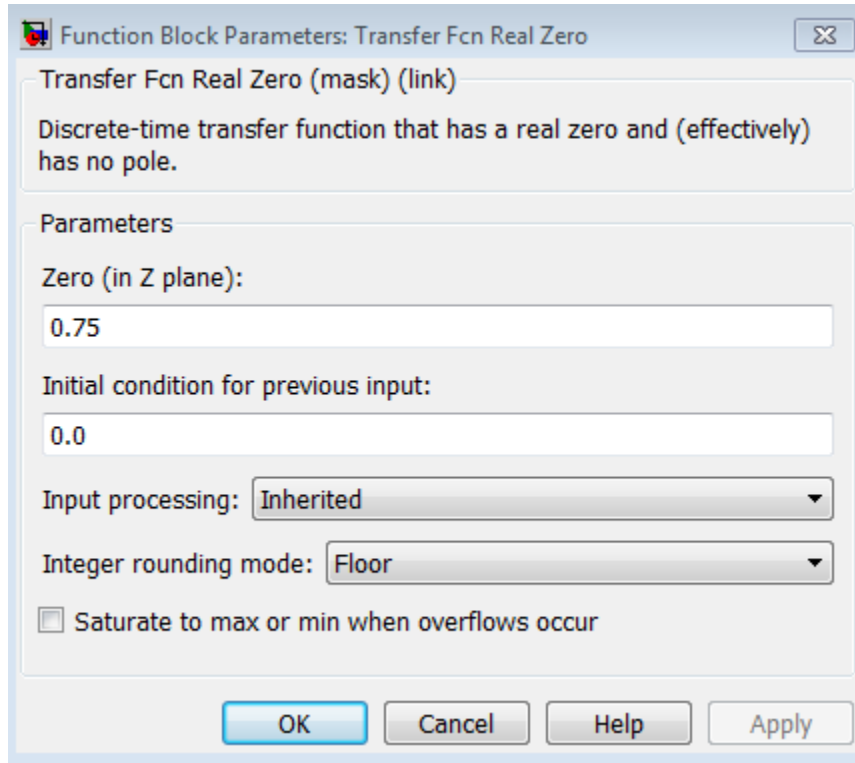 Function Block Parameters: Transfer Fcn Real Zero
Transfer Fcn Real Zero (mask) (link)
Discrete-time transfer function that has a real zero and (effectively)
has no pole.
Parameters
Zero (in Z plane):
0.75
Initial condition for previous input:
0.0
Input processing: Inherited
Integer rounding mode: Floor
Saturate to max or min when overflows occur
OK Cancel Help Apply